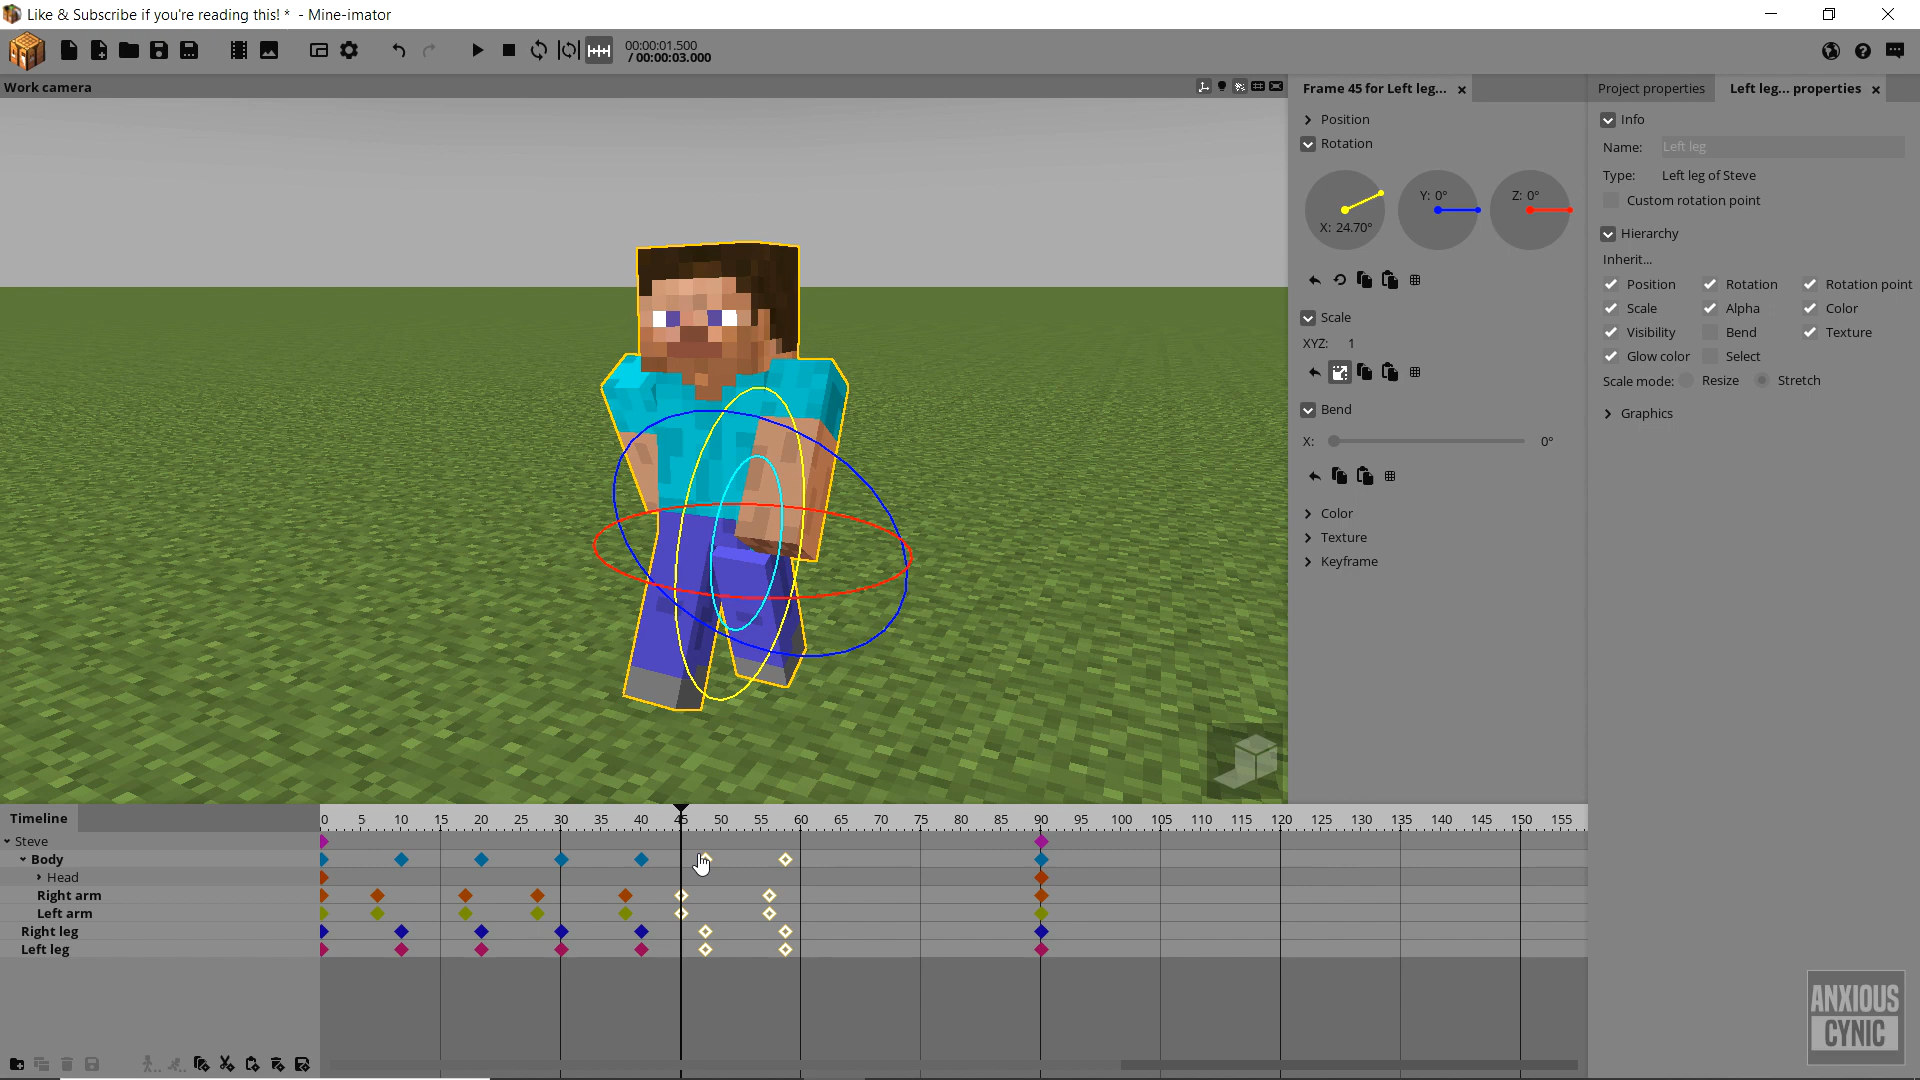 Like & Subscribe if you're reading this! * - Mine-imator
00:00:01.500
/ 00:00:03.000
Work camera
Frame 45 for Left leg...
Position
Rotation
X: 24.70°
Y: 0°
Z: 0°
Scale
XYZ: 1
Bend
X: 0°
Color
Texture
Keyframe
Project properties
Left leg... properties
Info
Name: Left leg
Type: Left leg of Steve
Custom rotation point
Hierarchy
Inherit...
Position Rotation Rotation point
Scale Alpha Color
Visibility Bend Texture
Glow color Select
Scale mode: Resize Stretch
Graphics
Timeline
0 5 10 15 20 25 30 35 40 45 50 55 60 65 70 75 80 85 90 95 100 105 110 115 120 125 130 135 140 145 150 155
Steve
Body
Head
Right arm
Left arm
Right leg
Left leg
ANXIOUS
CYNIC